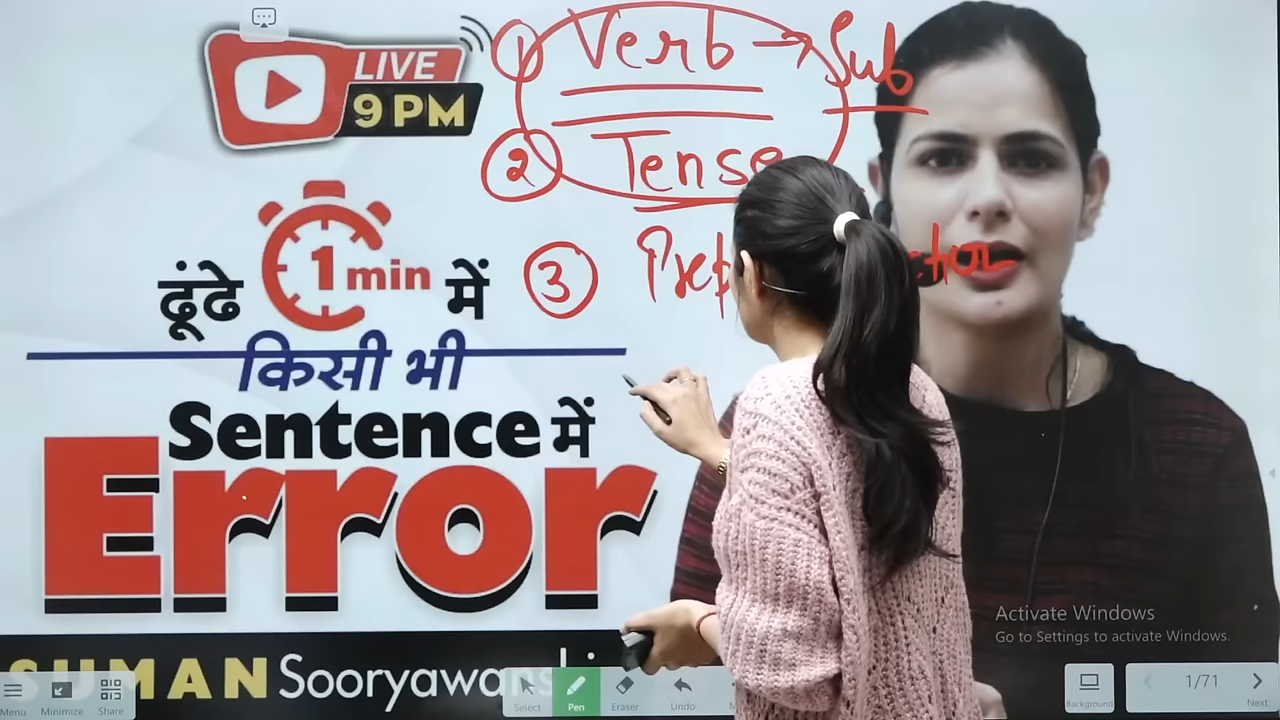 LIVE
9 PM
① Verb → Sub
② Tense
③
ढूंढे 1 min में
किसी भी
Sentence में
Error
SUMAN Sooryawanshi
Activate Windows
Go to Settings to activate Windows.
Menu Minimize Share Select Pen Eraser Undo Background 1/71 Next